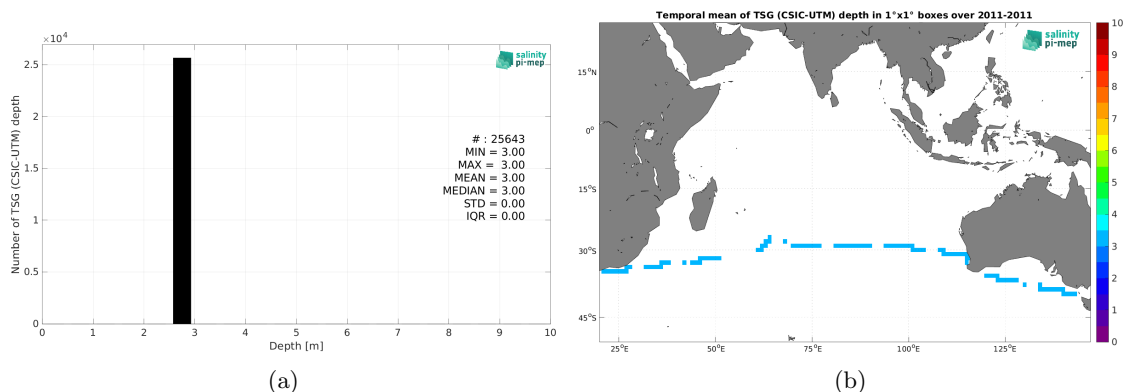 ×10⁴
2.5
2
1.5
1
0.5
0
Number of TSG (CSIC-UTM) depth
salinity
pi-mep
# : 25643
MIN = 3.00
MAX = 3.00
MEAN = 3.00
MEDIAN = 3.00
STD = 0.00
IQR = 0.00
0 1 2 3 4 5 6 7 8 9 10
Depth [m]
(a)
Temporal mean of TSG (CSIC-UTM) depth in 1°x1° boxes over 2011-2011
salinity
pi-mep
15°N
0°
15°S
30°S
45°S
25°E 50°E 75°E 100°E 125°E
10
9
8
7
6
5
4
3
2
1
0
(b)